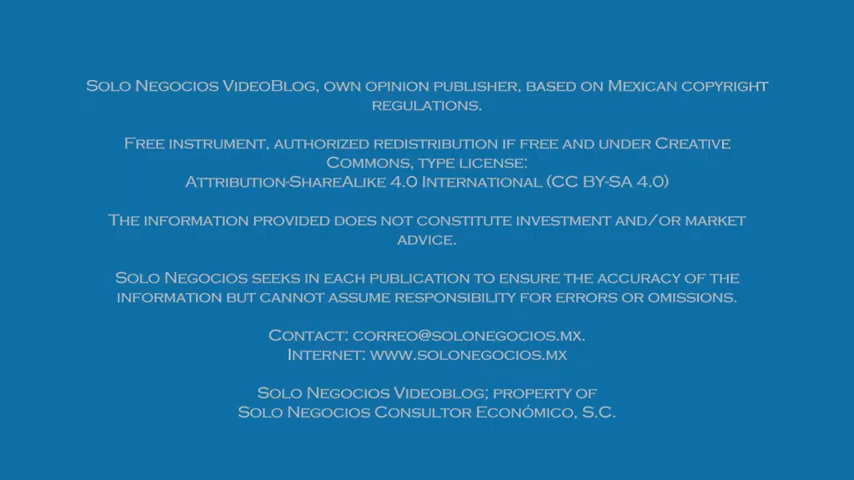 Solo Negocios VideoBlog, own opinion publisher, based on Mexican copyright
regulations.
Free instrument, authorized redistribution if free and under Creative
Commons, type license:
Attribution-ShareAlike 4.0 International (CC BY-SA 4.0)
The information provided does not constitute investment and/or market
advice.
Solo Negocios seeks in each publication to ensure the accuracy of the
information but cannot assume responsibility for errors or omissions.
Contact: correo@solonegocios.mx.
Internet: www.solonegocios.mx
Solo Negocios Videoblog; property of
Solo Negocios Consultor Económico, S.C.